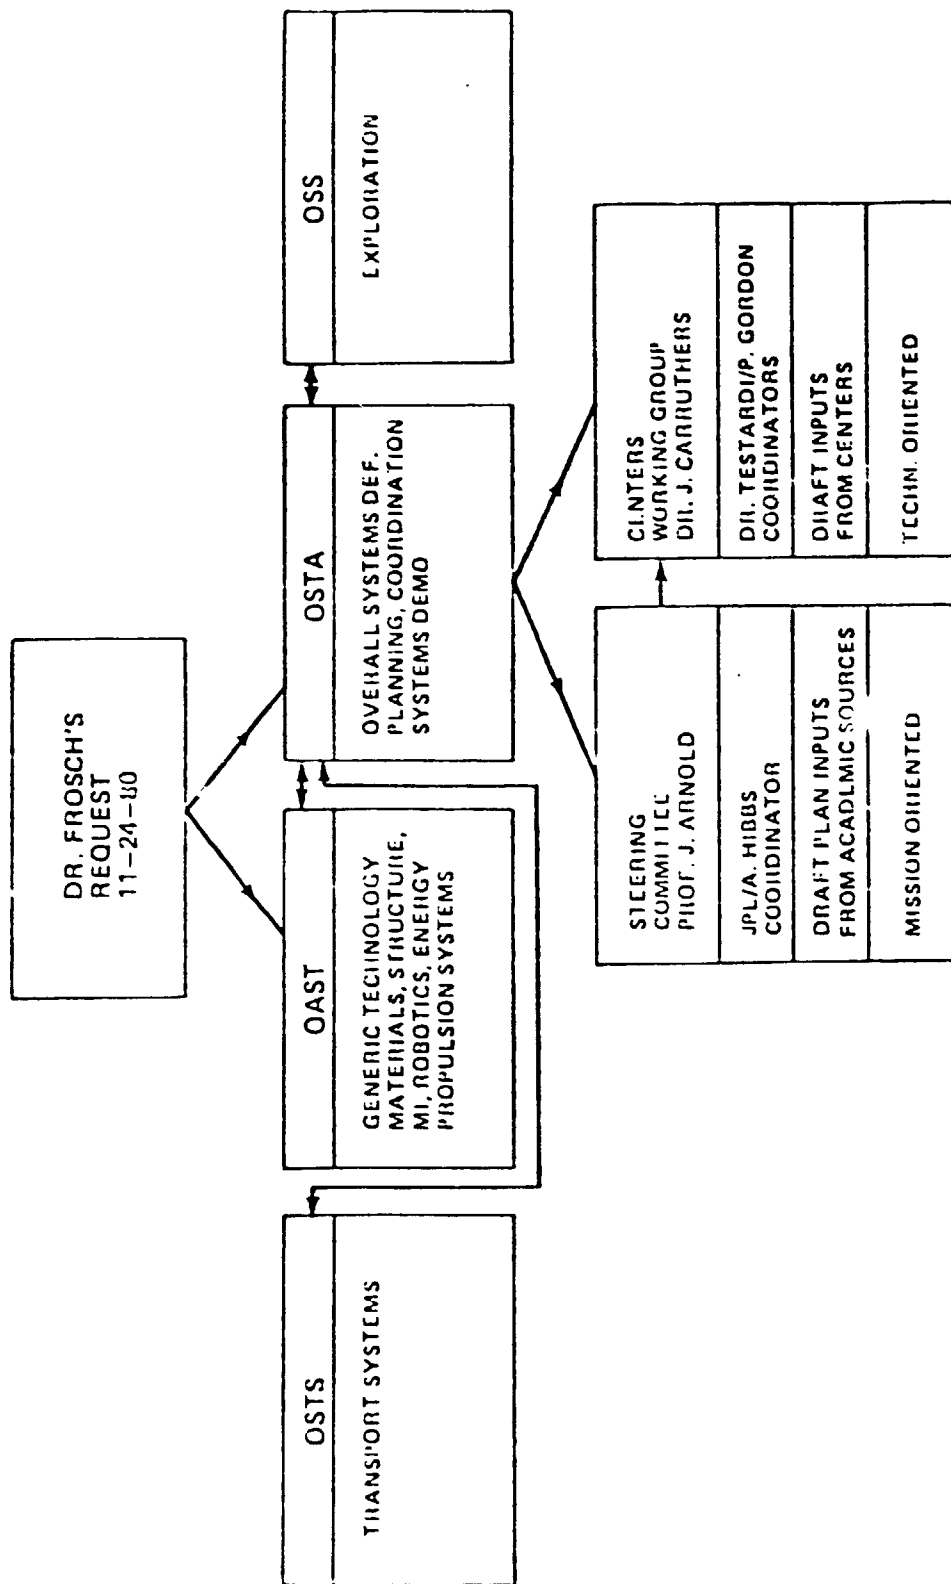 DR. FROSCH'S
REQUEST
11-24-80
OSTS
TRANSPORT SYSTEMS
OAST
GENERIC TECHNOLOGY
MATERIALS, STRUCTURE,
MI, ROBOTICS, ENERGY
PROPULSION SYSTEMS
OSTA
OVERALL SYSTEMS DEF.
PLANNING, COORDINATION
SYSTEMS DEMO
OSS
EXPLORATION
STEERING
COMMITTEE
PROF. J. ARNOLD
JPL/A. HIBBS
COORDINATOR
DRAFT PLAN INPUTS
FROM ACADEMIC SOURCES
MISSION ORIENTED
CENTERS
WORKING GROUP
DR. J. CARRUTHERS
DR. TESTARDI/P. GORDON
COORDINATORS
DRAFT INPUTS
FROM CENTERS
TECHN. ORIENTED